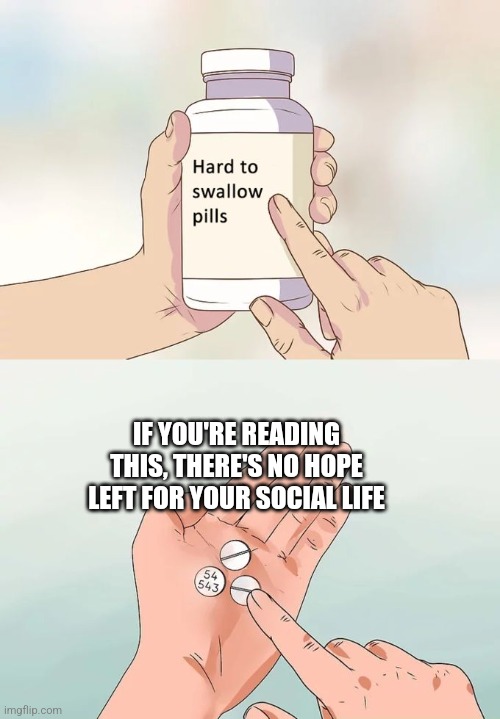 Hard to
swallow
pills
IF YOU'RE READING
THIS, THERE'S NO HOPE
LEFT FOR YOUR SOCIAL LIFE
54
543
imgflip.com